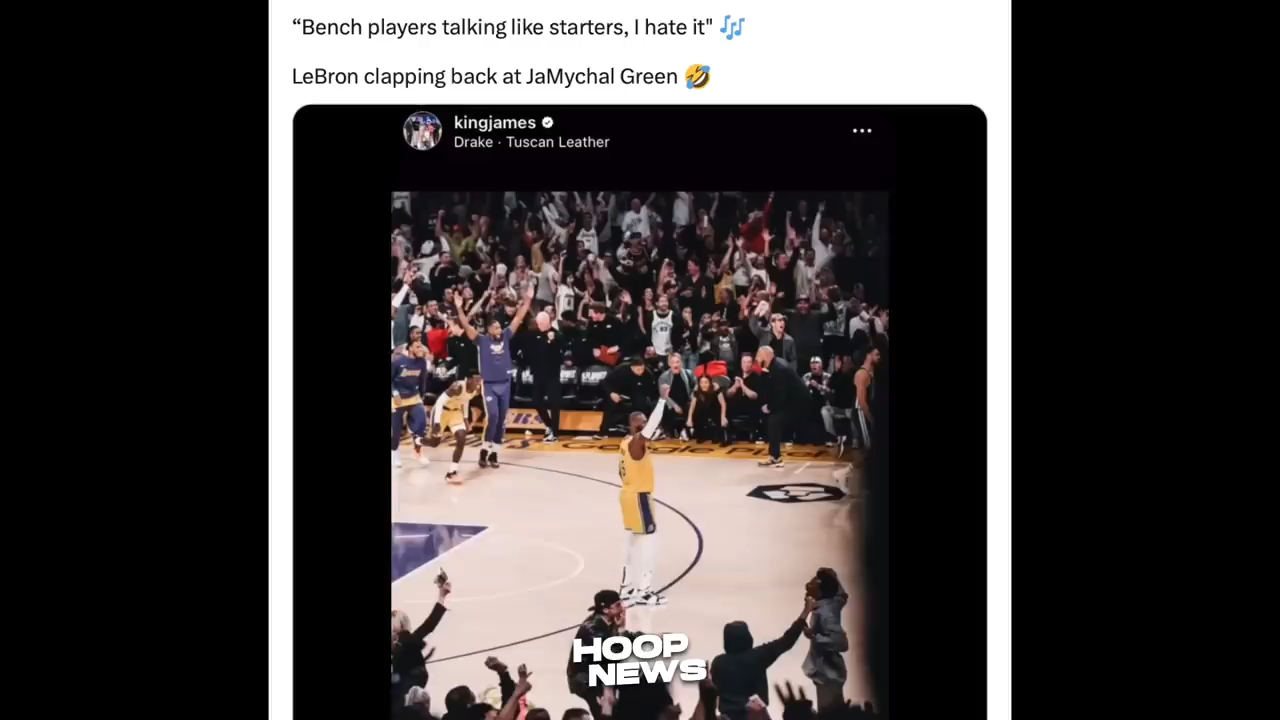 “Bench players talking like starters, I hate it" 🎶
LeBron clapping back at JaMychal Green 🤣
kingjames
Drake · Tuscan Leather
HOOP
NEWS